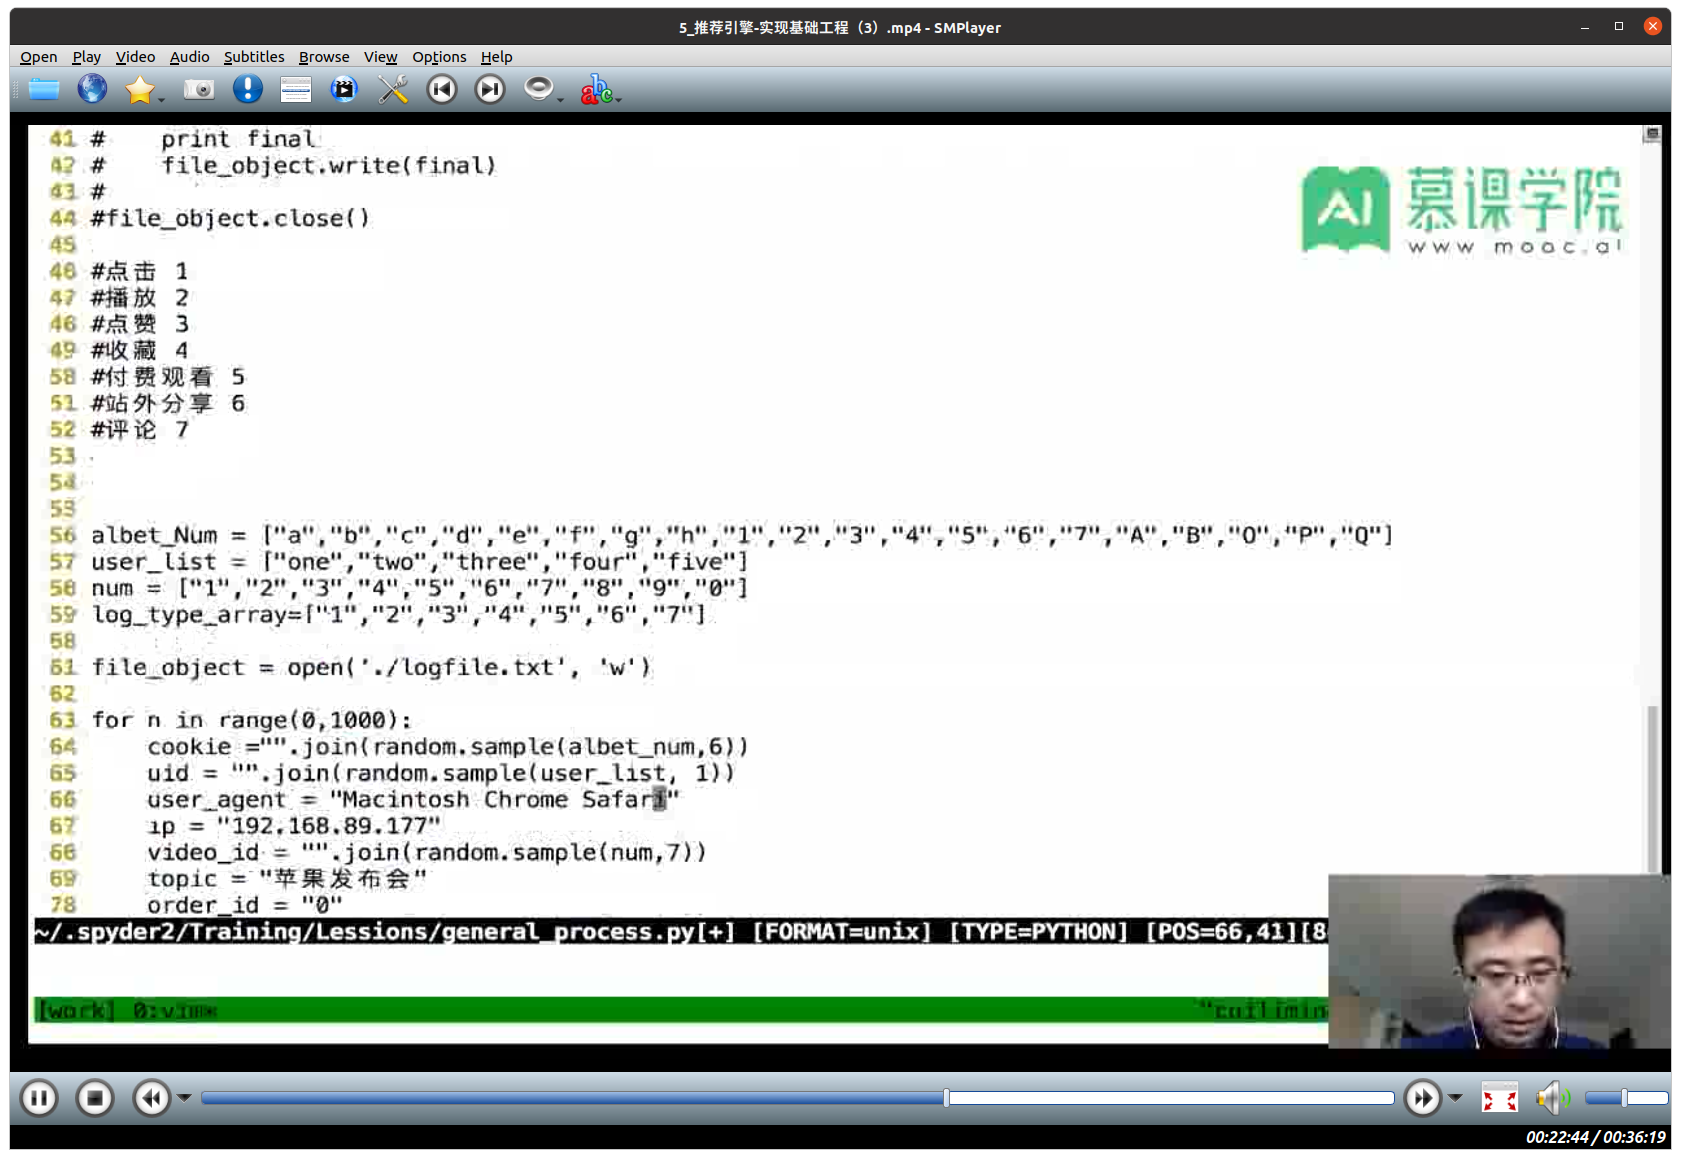 5_推荐引擎-实现基础工程（3）.mp4 - SMPlayer
Open Play Video Audio Subtitles Browse View Options Help
41 #    print final
42 #    file_object.write(final)
43 #
44 #file_object.close()
45
46 #点击 1
47 #播放 2
48 #点赞 3
49 #收藏 4
50 #付费观看 5
51 #站外分享 6
52 #评论 7
53
54
55
56 albet_Num = ["a","b","c","d","e","f","g","h","1","2","3","4","5","6","7","A","B","O","P","Q"]
57 user_list = ["one","two","three","four","five"]
58 num = ["1","2","3","4","5","6","7","8","9","0"]
59 log_type_array=["1","2","3","4","5","6","7"]
60
61 file_object = open('./logfile.txt', 'w')
62
63 for n in range(0,1000):
64     cookie ="".join(random.sample(albet_num,6))
65     uid = "".join(random.sample(user_list, 1))
66     user_agent = "Macintosh Chrome Safari"
67     ip = "192.168.89.177"
68     video_id = "".join(random.sample(num,7))
69     topic = "苹果发布会"
70     order_id = "0"
~/.spyder2/Training/Lessions/general_process.py[+] [FORMAT=unix] [TYPE=PYTHON] [POS=66,41][8
[work] 0:vim*
AI 慕课学院
www.mooc.ai
00:22:44 / 00:36:19